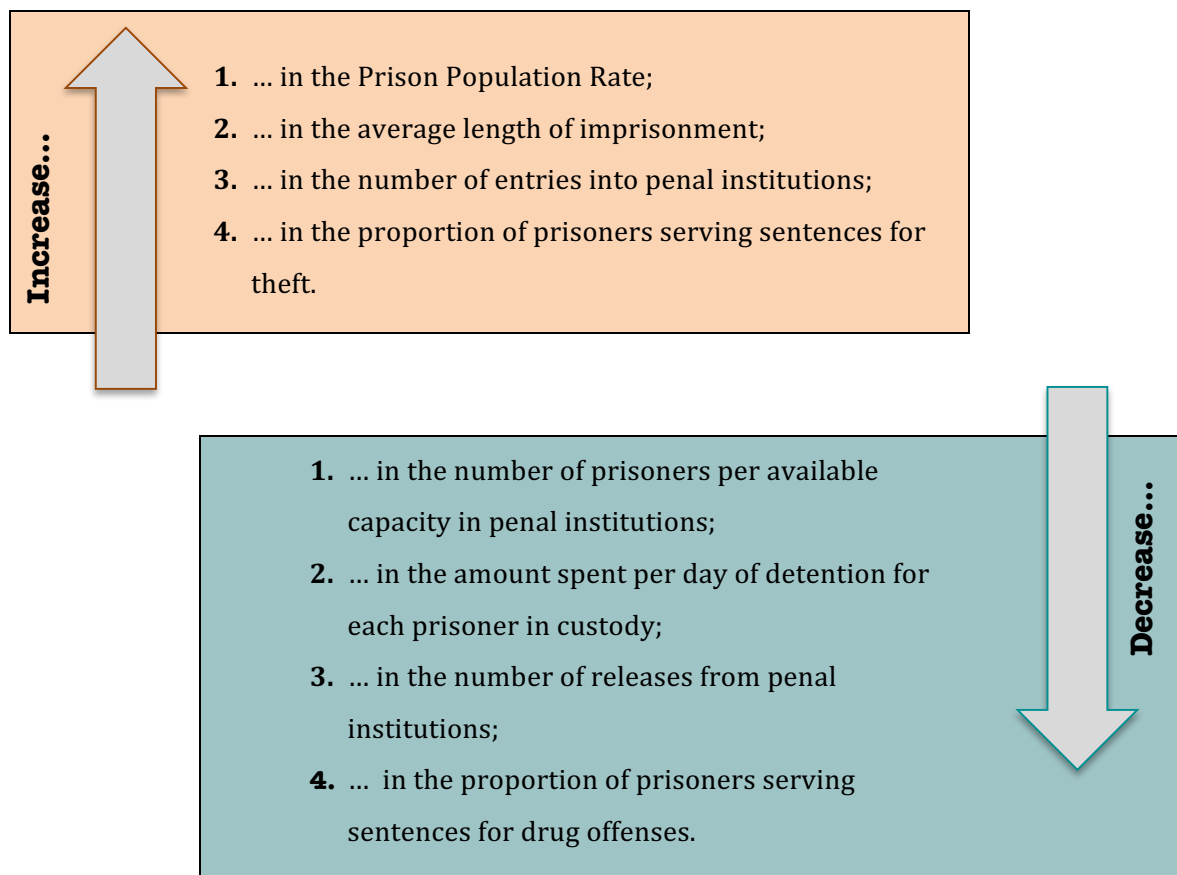 Increase...
1. ... in the Prison Population Rate;
2. ... in the average length of imprisonment;
3. ... in the number of entries into penal institutions;
4. ... in the proportion of prisoners serving sentences for
theft.
1. ... in the number of prisoners per available
capacity in penal institutions;
2. ... in the amount spent per day of detention for
each prisoner in custody;
3. ... in the number of releases from penal
institutions;
4. ... in the proportion of prisoners serving
sentences for drug offenses.
Decrease...